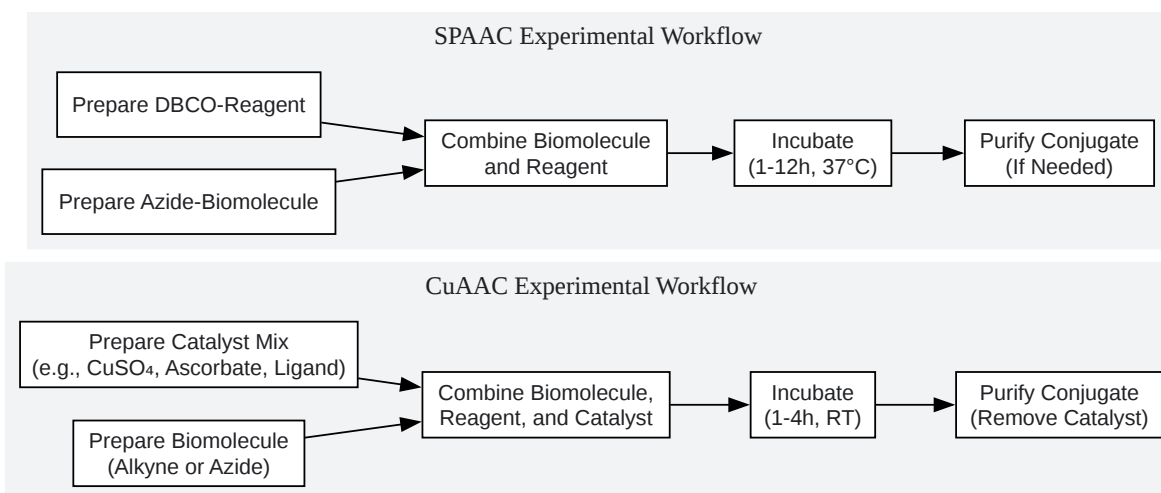 SPAAC Experimental Workflow
Prepare DBCO-Reagent
Prepare Azide-Biomolecule
Combine Biomolecule
and Reagent
Incubate
(1-12h, 37°C)
Purify Conjugate
(If Needed)
CuAAC Experimental Workflow
Prepare Catalyst Mix
(e.g., CuSO₄, Ascorbate, Ligand)
Prepare Biomolecule
(Alkyne or Azide)
Combine Biomolecule,
Reagent, and Catalyst
Incubate
(1-4h, RT)
Purify Conjugate
(Remove Catalyst)